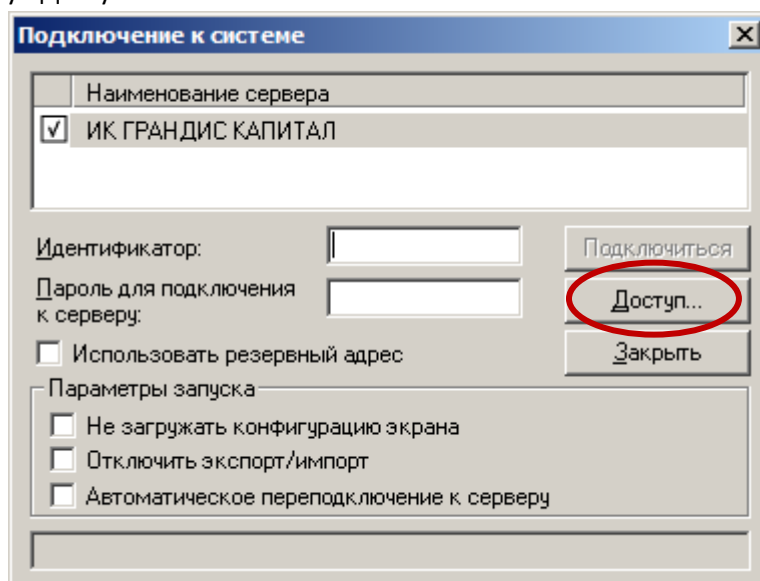 Подключение к системе
Наименование сервера
ИК ГРАНДИС КАПИТАЛ
Идентификатор:
Подключиться
Пароль для подключения
к серверу:
Доступ...
Использовать резервный адрес
Закрыть
Параметры запуска
Не загружать конфигурацию экрана
Отключить экспорт/импорт
Автоматическое переподключение к серверу